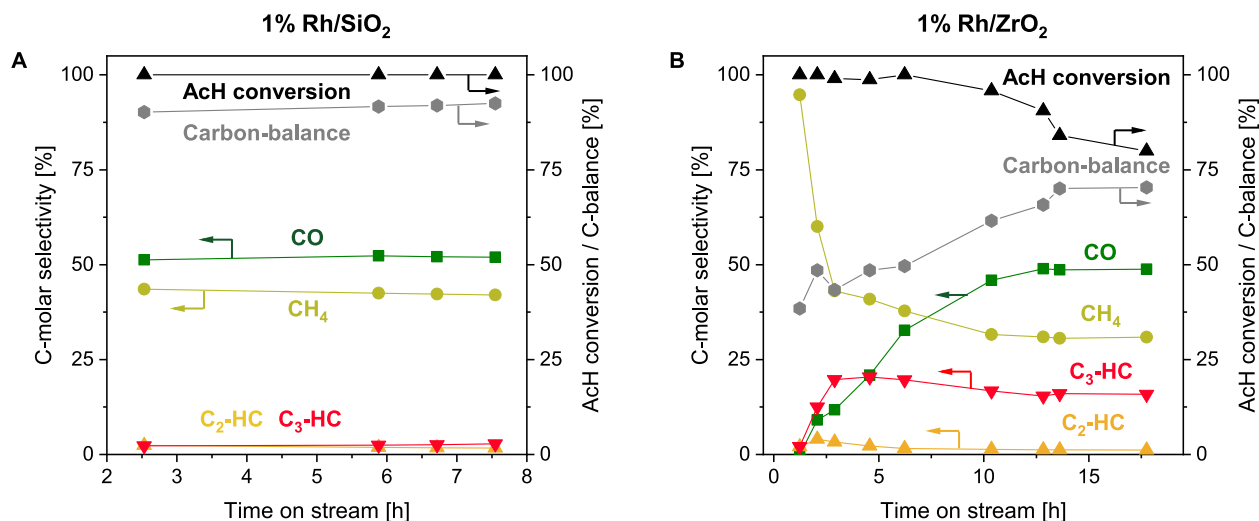 1% Rh/SiO₂
A
100
75
50
25
0
C-molar selectivity [%]
AcH conversion
Carbon-balance
CO
CH₄
C₂-HC C₃-HC
100
75
50
25
0
AcH conversion / C-balance [%]
2 3 4 5 6 7 8
Time on stream [h]
1% Rh/ZrO₂
B
100
75
50
25
0
C-molar selectivity [%]
AcH conversion
Carbon-balance
CO
CH₄
C₃-HC
C₂-HC
100
75
50
25
0
AcH conversion / C-balance [%]
0 5 10 15
Time on stream [h]